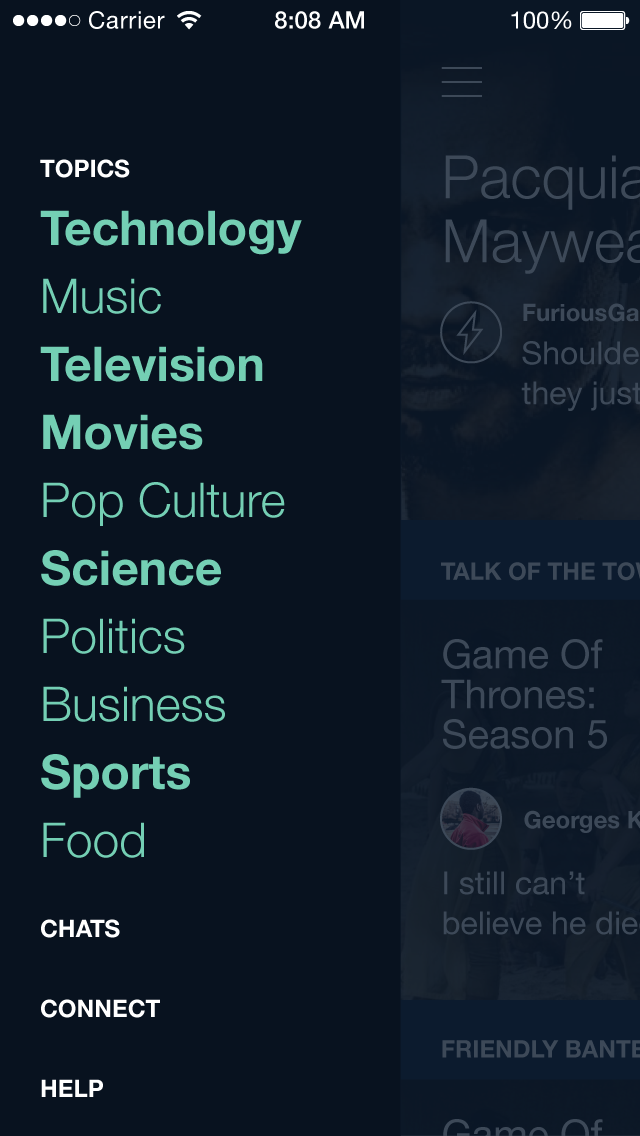 Carrier 8:08 AM 100%
TOPICS
Technology
Music
Television
Movies
Pop Culture
Science
Politics
Business
Sports
Food
CHATS
CONNECT
HELP
Pacquia
Maywea
FuriousGa
Shoulde
they just
TALK OF THE TOW
Game Of
Thrones:
Season 5
Georges K
I still can’t
believe he die
FRIENDLY BANTE
Game Of